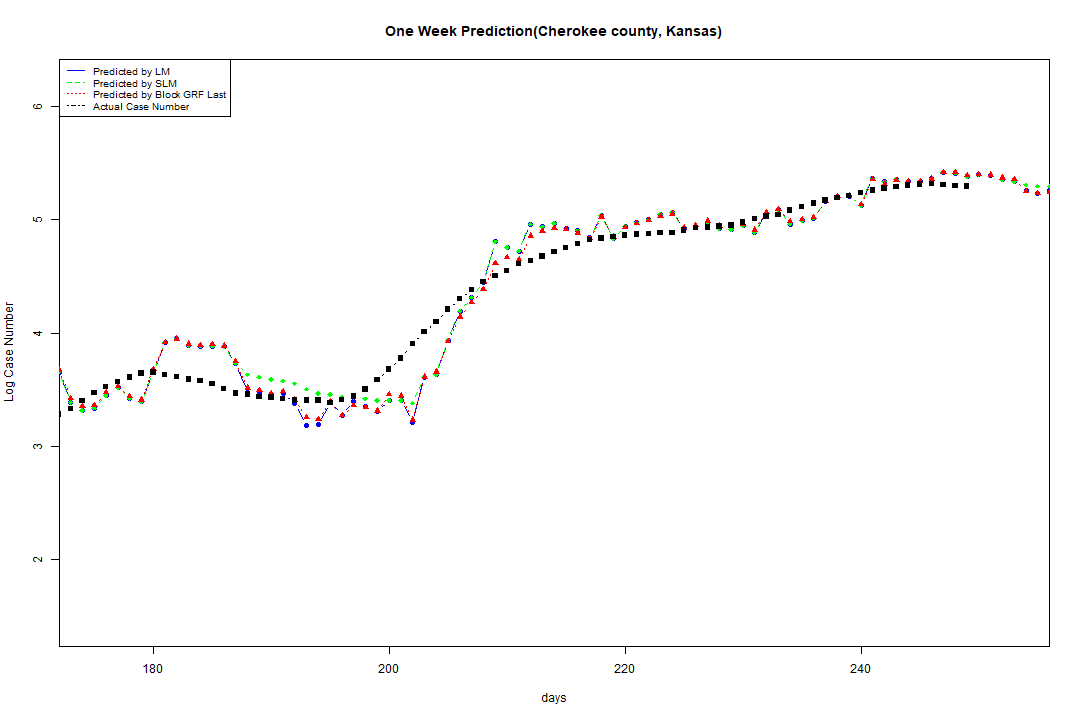 One Week Prediction(Cherokee county, Kansas)
Predicted by LM
Predicted by SLM
Predicted by Block GRF Last
Actual Case Number
6
5
4
3
2
Log Case Number
180
200
220
240
days